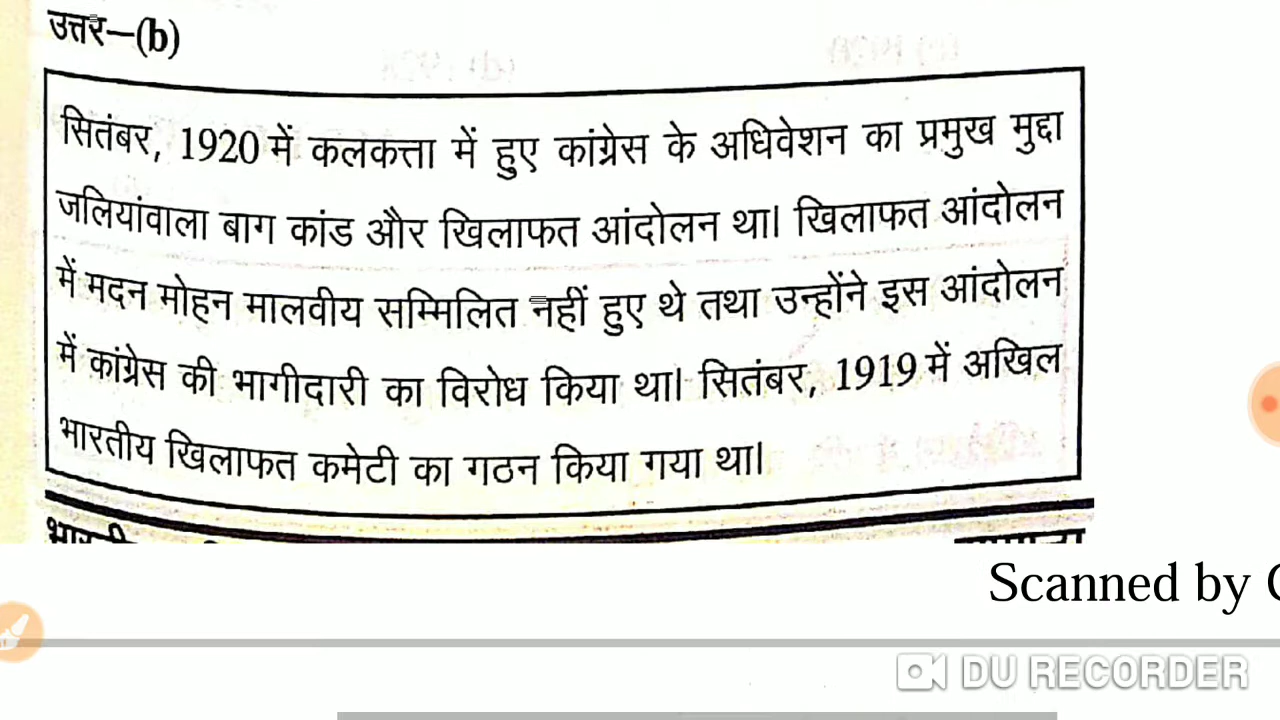 उत्तर—(b)
सितंबर, 1920 में कलकत्ता में हुए कांग्रेस के अधिवेशन का प्रमुख मुद्दा
जलियांवाला बाग कांड और खिलाफत आंदोलन था। खिलाफत आंदोलन
में मदन मोहन मालवीय सम्मिलित नहीं हुए थे तथा उन्होंने इस आंदोलन
में कांग्रेस की भागीदारी का विरोध किया था। सितंबर, 1919 में अखिल
भारतीय खिलाफत कमेटी का गठन किया गया था।
Scanned by
DU RECORDER